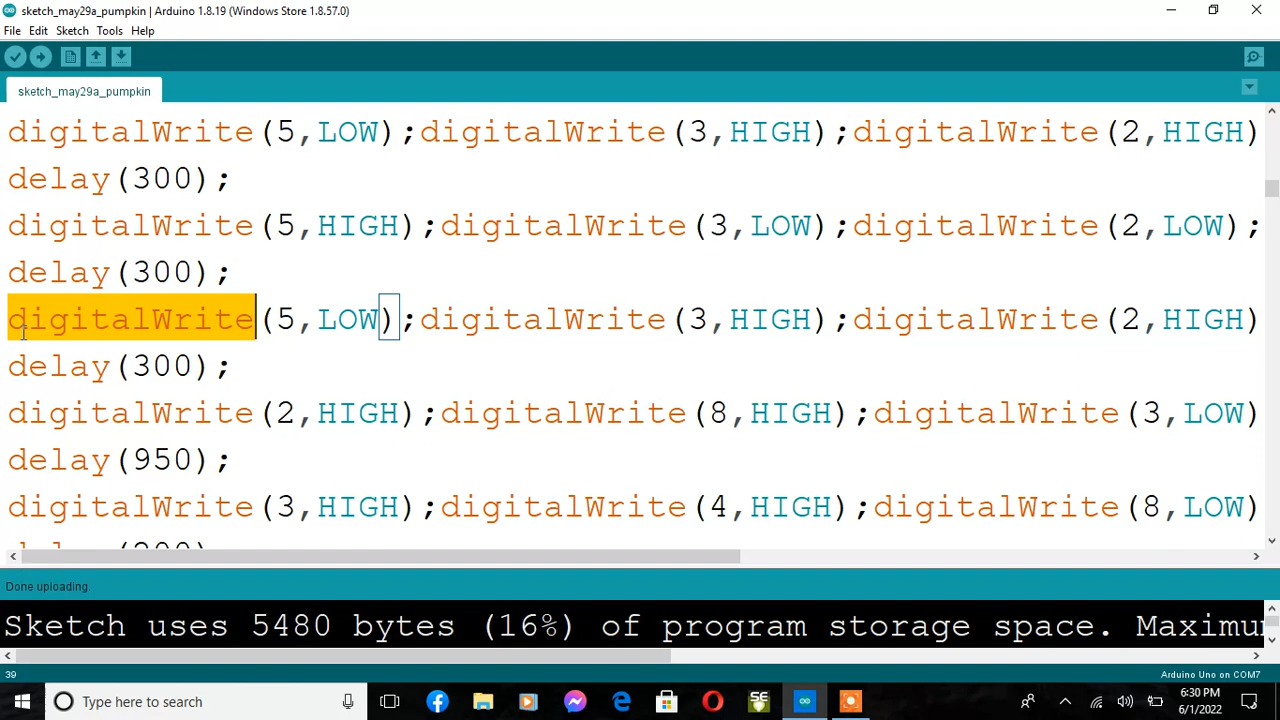 sketch_may29a_pumpkin | Arduino 1.8.19 (Windows Store 1.8.57.0)
File Edit Sketch Tools Help
sketch_may29a_pumpkin
digitalWrite(5,LOW);digitalWrite(3,HIGH);digitalWrite(2,HIGH)
delay(300);
digitalWrite(5,HIGH);digitalWrite(3,LOW);digitalWrite(2,LOW);
delay(300);
digitalWrite(5,LOW);digitalWrite(3,HIGH);digitalWrite(2,HIGH)
delay(300);
digitalWrite(2,HIGH);digitalWrite(8,HIGH);digitalWrite(3,LOW)
delay(950);
digitalWrite(3,HIGH);digitalWrite(4,HIGH);digitalWrite(8,LOW)
Done uploading.
Sketch uses 5480 bytes (16%) of program storage space. Maximu
39
Arduino Uno on COM7
Type here to search
SE
6:30 PM
6/1/2022